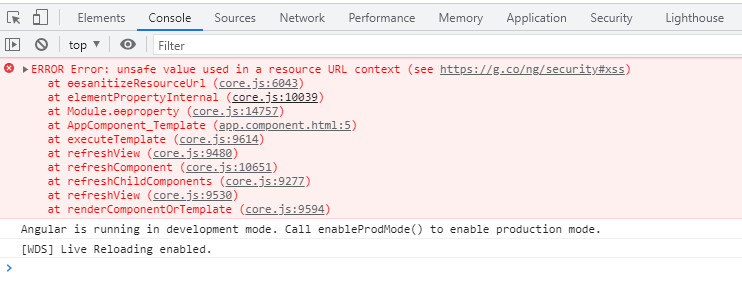 Elements Console Sources Network Performance Memory Application Security Lighthouse
top Filter
ERROR Error: unsafe value used in a resource URL context (see https://g.co/ng/security#xss)
at ɵɵsanitizeResourceUrl (core.js:6043)
at elementPropertyInternal (core.js:10039)
at Module.ɵɵproperty (core.js:14757)
at AppComponent_Template (app.component.html:5)
at executeTemplate (core.js:9614)
at refreshView (core.js:9480)
at refreshComponent (core.js:10651)
at refreshChildComponents (core.js:9277)
at refreshView (core.js:9530)
at renderComponentOrTemplate (core.js:9594)
Angular is running in development mode. Call enableProdMode() to enable production mode.
[WDS] Live Reloading enabled.